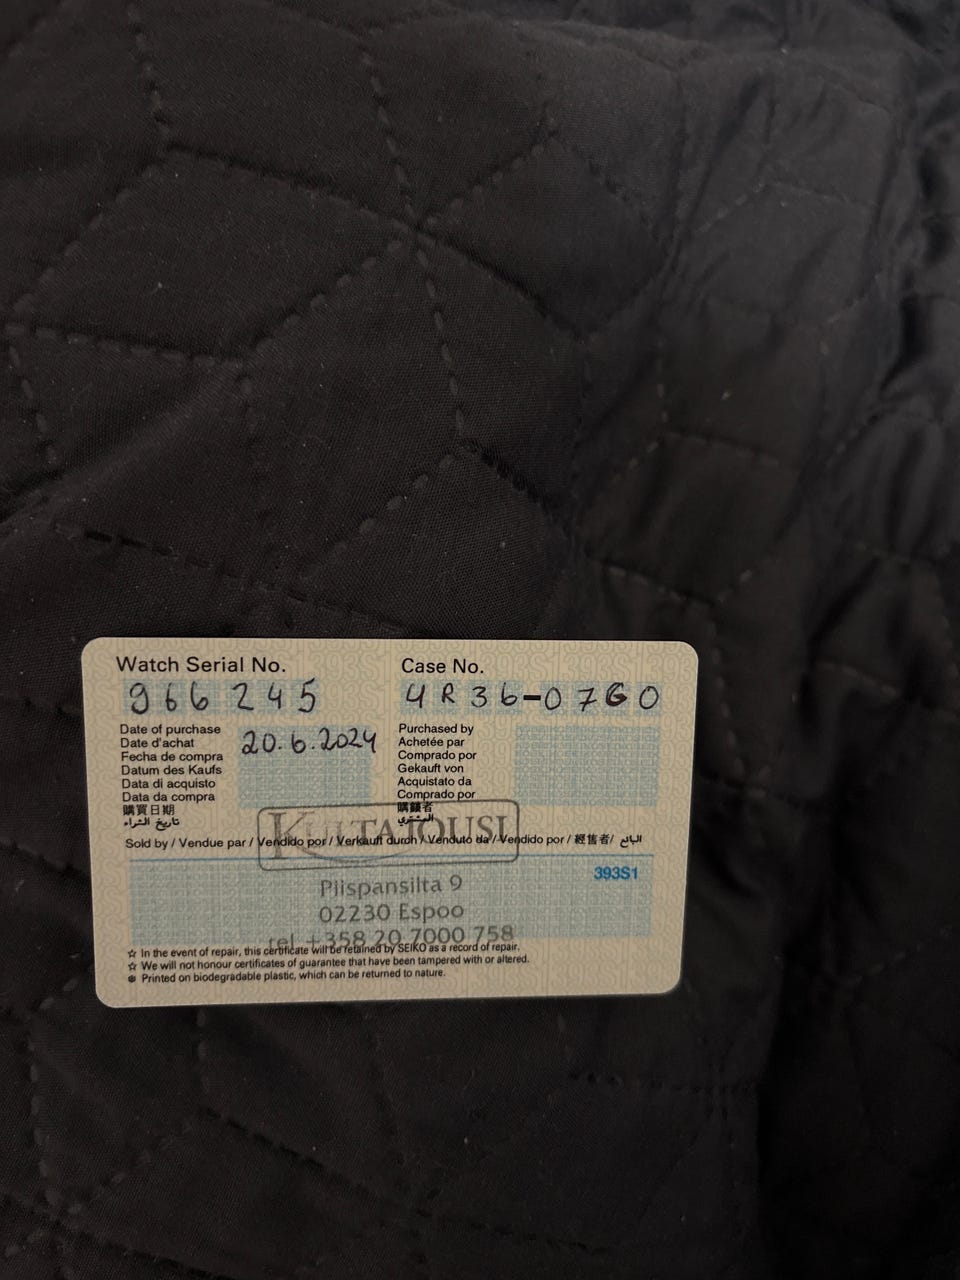 Watch Serial No.
966 245
Case No.
4R36-07G0
Date of purchase
Date d'achat
Fecha de compra
Datum des Kaufs
Data di acquisto
Data da compra
購買日期
تاريخ الشراء
20.6.2024
Purchased by
Achetée par
Comprado por
Gekauft von
Acquistato da
Comprado por
購買者
المشتري
Sold by / Vendue par / Vendido por / Verkauft durch / Venduto da / Vendido por / 經售者/ البائع
KULTAJOUSI
393S1
Piispansilta 9
02230 Espoo
tel +358 20 7000 758
☆ In the event of repair, this certificate will be retained by SEIKO as a record of repair.
☆ We will not honour certificates of guarantee that have been tampered with or altered.
❄ Printed on biodegradable plastic, which can be returned to nature.